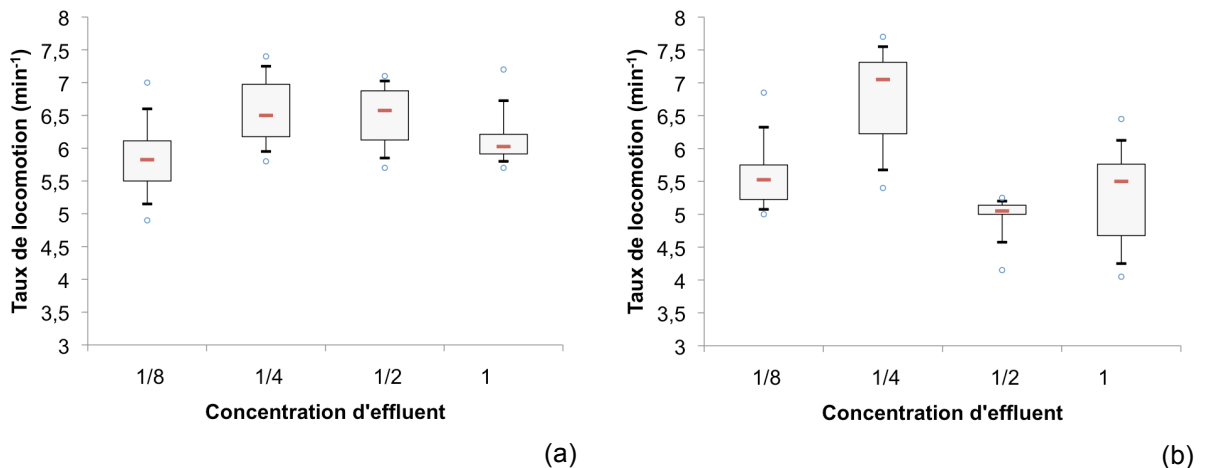 Taux de locomotion (min-1)
8
7,5
7
6,5
6
5,5
5
4,5
4
3,5
3
1/8 1/4 1/2 1
Concentration d'effluent
(a)
Taux de locomotion (min-1)
8
7,5
7
6,5
6
5,5
5
4,5
4
3,5
3
1/8 1/4 1/2 1
Concentration d'effluent
(b)